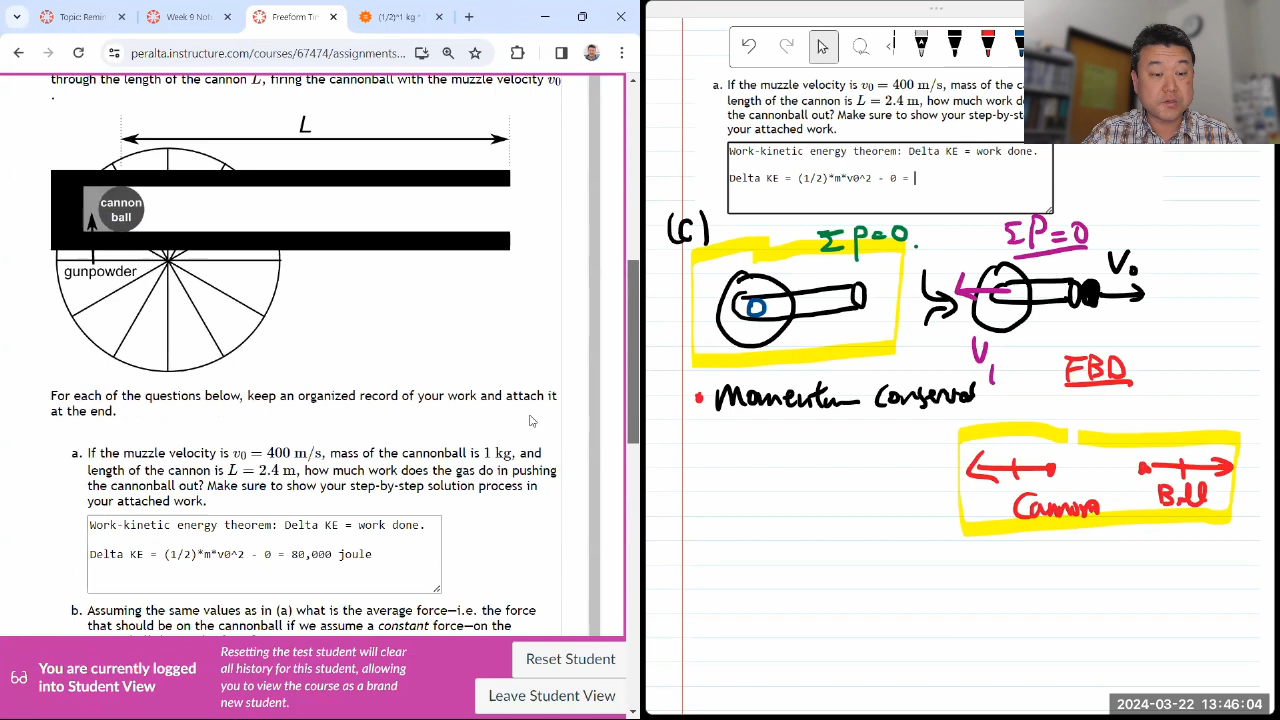 Topic: Remin
Week 9 Not
Freeform Tir
(1/2)*1 kg *
peralta.instructure.com/courses/67474/assignments
through the length of the cannon L, firing the cannonball with the muzzle velocity v0
.
L
cannon
ball
gunpowder
For each of the questions below, keep an organized record of your work and attach it
at the end.
a. If the muzzle velocity is v0 = 400 m/s, mass of the cannonball is 1 kg, and
length of the cannon is L = 2.4 m, how much work does the gas do in pushing
the cannonball out? Make sure to show your step-by-step solution process in
your attached work.
Work-kinetic energy theorem: Delta KE = work done.
Delta KE = (1/2)*m*v0^2 - 0 = 80,000 joule
b. Assuming the same values as in (a) what is the average force—i.e. the force
that should be on the cannonball if we assume a constant force—on the
You are currently logged
into Student View
Resetting the test student will clear
all history for this student, allowing
you to view the course as a brand
new student.
Reset Student
Leave Student View
a. If the muzzle velocity is v0 = 400 m/s, mass of the ca
length of the cannon is L = 2.4 m, how much work d
the cannonball out? Make sure to show your step-by-st
your attached work.
Work-kinetic energy theorem: Delta KE = work done.
Delta KE = (1/2)*m*v0^2 - 0 =
(C)
ΣP=0.
ΣP=0
V0
V1
FBD
• Momentum Conserved
Cannon
Ball
2024-03-22 13:46:04